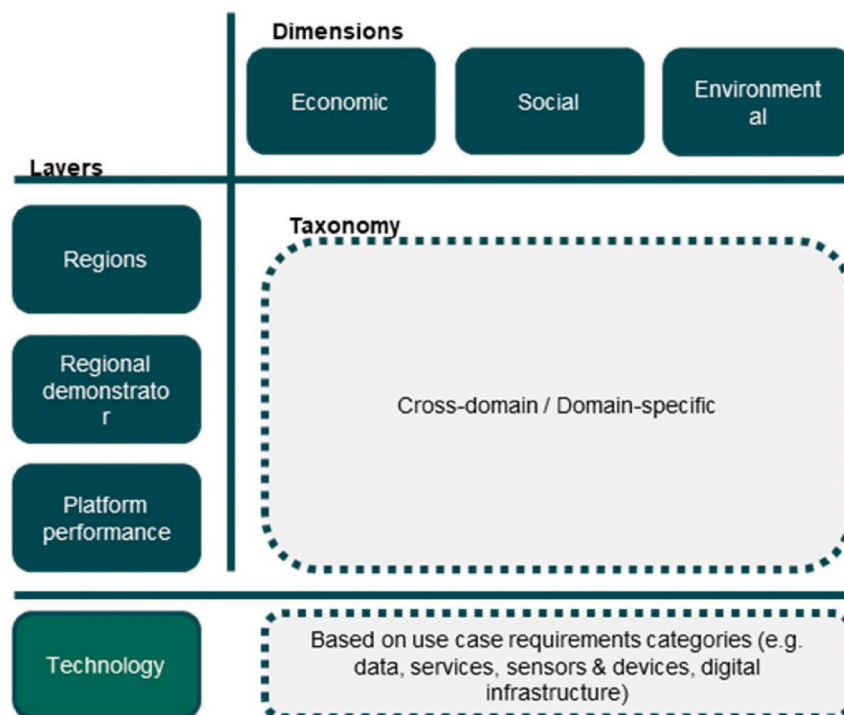 Dimensions
Economic
Social
Environment
al
Layers
Regions
Taxonomy
Regional
demonstrato
r
Cross-domain / Domain-specific
Platform
performance
Technology
Based on use case requirements categories (e.g.
data, services, sensors & devices, digital
infrastructure)